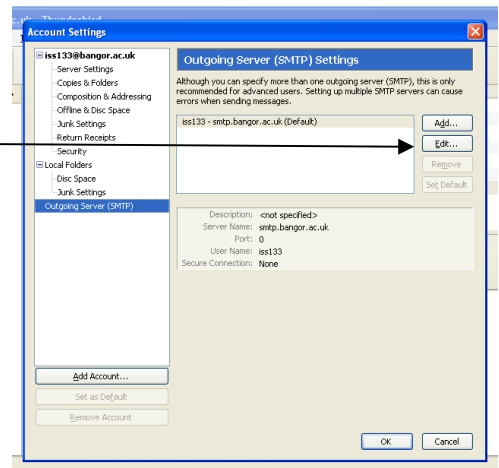 Account Settings
iss133@bangor.ac.uk
Server Settings
Copies & Folders
Composition & Addressing
Offline & Disc Space
Junk Settings
Return Receipts
Security
Local Folders
Disc Space
Junk Settings
Outgoing Server (SMTP)
Add Account...
Set as Default
Remove Account
Outgoing Server (SMTP) Settings
Although you can specify more than one outgoing server (SMTP), this is only
recommended for advanced users. Setting up multiple SMTP servers can cause
errors when sending messages.
iss133 - smtp.bangor.ac.uk (Default)
Add...
Edit...
Remove
Set Default
Description: <not specified>
Server Name: smtp.bangor.ac.uk
Port: 0
User Name: iss133
Secure Connection: None
OK Cancel